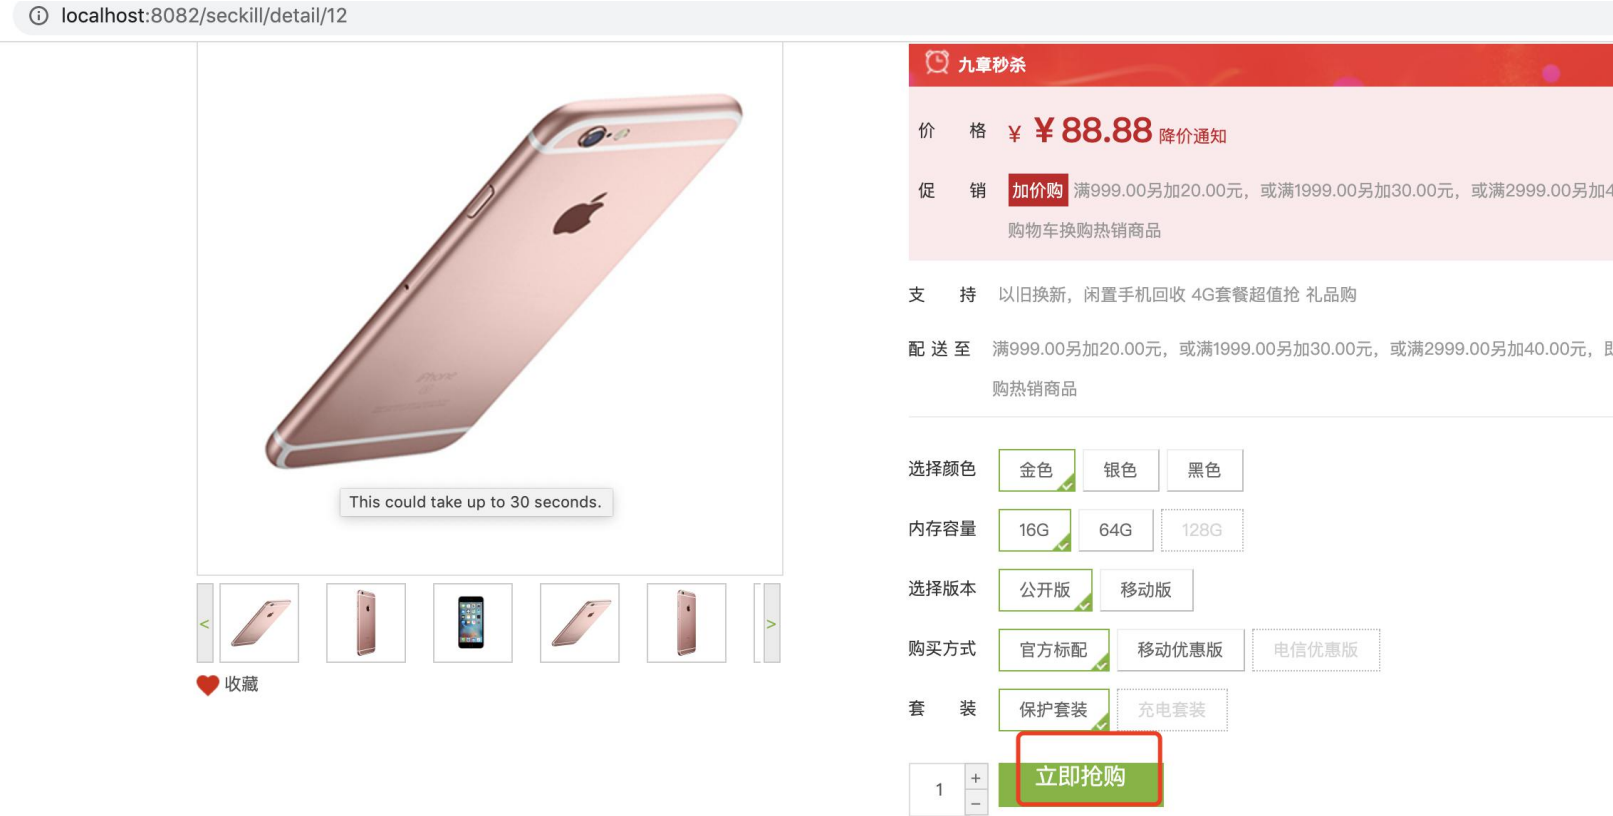 localhost:8082/seckill/detail/12
九章秒杀
价 格 ¥ ¥88.88 降价通知
促 销 加价购 满999.00另加20.00元，或满1999.00另加30.00元，或满2999.00另加4
购物车换购热销商品
支 持 以旧换新，闲置手机回收 4G套餐超值抢 礼品购
配 送 至 满999.00另加20.00元，或满1999.00另加30.00元，或满2999.00另加40.00元，
购热销商品
iPhone
This could take up to 30 seconds.
< >
收藏
选择颜色 金色 银色 黑色
内存容量 16G 64G 128G
选择版本 公开版 移动版
购买方式 官方标配 移动优惠版 电信优惠版
套 装 保护套装 充电套装
1 + − 立即抢购